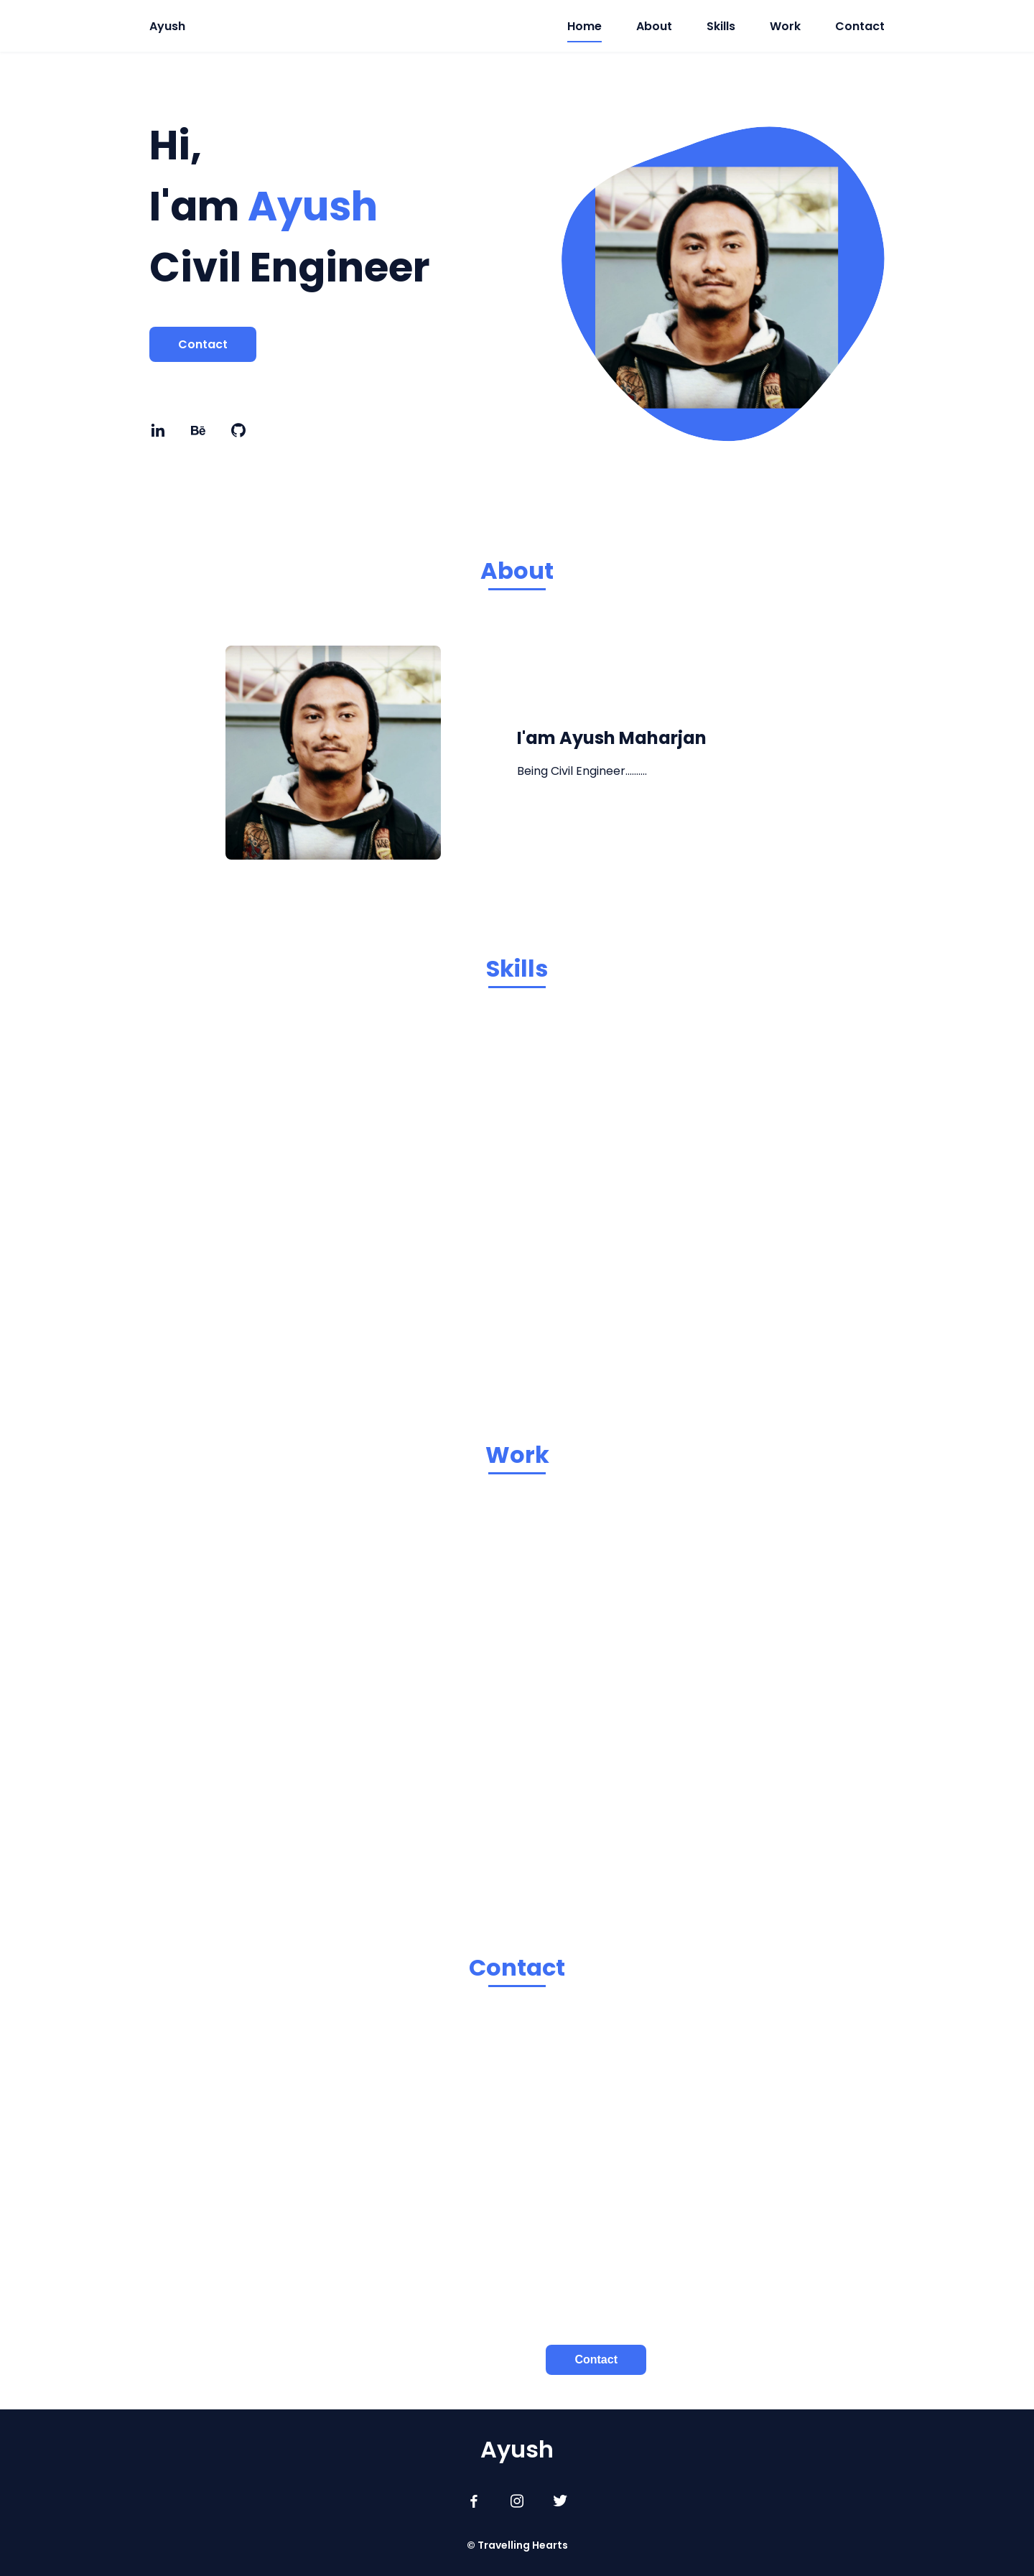 Ayush
Home About Skills Work Contact
Hi,
I'am Ayush
Civil Engineer
Contact
in Bē
About
I'am Ayush Maharjan
Being Civil Engineer..........
Skills
Work
Contact
Contact
Ayush
© Travelling Hearts